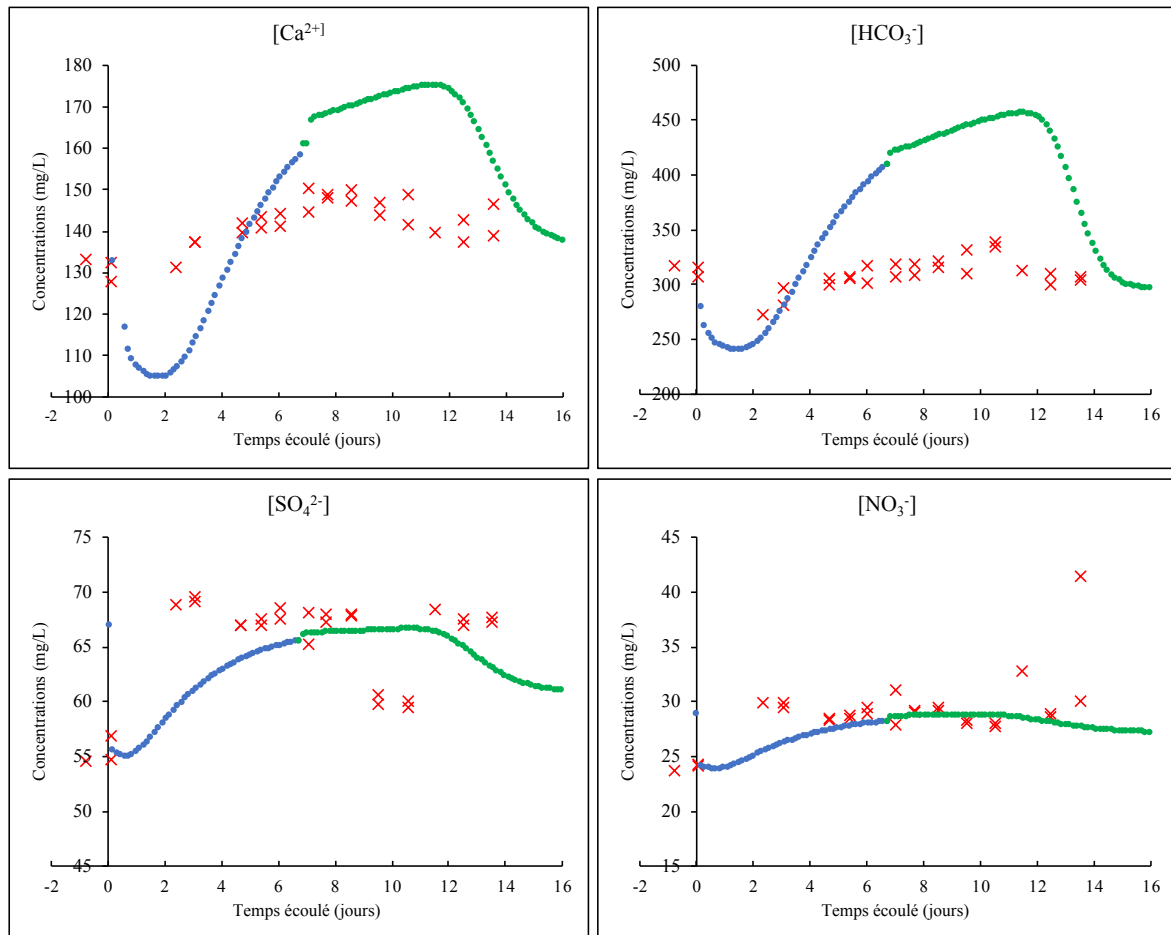 [Ca²⁺]
Concentrations (mg/L)
180
170
160
150
140
130
120
110
100
-2 0 2 4 6 8 10 12 14 16
Temps écoulé (jours)
[HCO₃⁻]
Concentrations (mg/L)
500
450
400
350
300
250
200
-2 0 2 4 6 8 10 12 14 16
Temps écoulé (jours)
[SO₄²⁻]
Concentrations (mg/L)
75
70
65
60
55
50
45
-2 0 2 4 6 8 10 12 14 16
Temps écoulé (jours)
[NO₃⁻]
Concentrations (mg/L)
45
40
35
30
25
20
15
-2 0 2 4 6 8 10 12 14 16
Temps écoulé (jours)